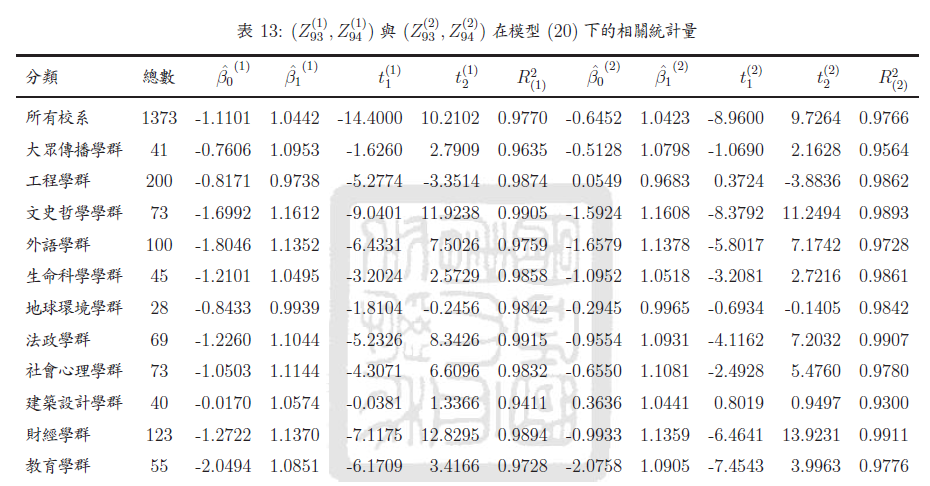 表 13: (Z_93^(1), Z_94^(1)) 與 (Z_93^(2), Z_94^(2)) 在模型 (20) 下的相關統計量
分類 總數 β̂_0^(1) β̂_1^(1) t_1^(1) t_2^(1) R_(1)^2 β̂_0^(2) β̂_1^(2) t_1^(2) t_2^(2) R_(2)^2
所有校系 1373 -1.1101 1.0442 -14.4000 10.2102 0.9770 -0.6452 1.0423 -8.9600 9.7264 0.9766
大眾傳播學群 41 -0.7606 1.0953 -1.6260 2.7909 0.9635 -0.5128 1.0798 -1.0690 2.1628 0.9564
工程學群 200 -0.8171 0.9738 -5.2774 -3.3514 0.9874 0.0549 0.9683 0.3724 -3.8836 0.9862
文史哲學學群 73 -1.6992 1.1612 -9.0401 11.9238 0.9905 -1.5924 1.1608 -8.3792 11.2494 0.9893
外語學群 100 -1.8046 1.1352 -6.4331 7.5026 0.9759 -1.6579 1.1378 -5.8017 7.1742 0.9728
生命科學學群 45 -1.2101 1.0495 -3.2024 2.5729 0.9858 -1.0952 1.0518 -3.2081 2.7216 0.9861
地球環境學群 28 -0.8433 0.9939 -1.8104 -0.2456 0.9842 -0.2945 0.9965 -0.6934 -0.1405 0.9842
法政學群 69 -1.2260 1.1044 -5.2326 8.3426 0.9915 -0.9554 1.0931 -4.1162 7.2032 0.9907
社會心理學群 73 -1.0503 1.1144 -4.3071 6.6096 0.9832 -0.6550 1.1081 -2.4928 5.4760 0.9780
建築設計學群 40 -0.0170 1.0574 -0.0381 1.3366 0.9411 0.3636 1.0441 0.8019 0.9497 0.9300
財經學群 123 -1.2722 1.1370 -7.1175 12.8295 0.9894 -0.9933 1.1359 -6.4641 13.9231 0.9911
教育學群 55 -2.0494 1.0851 -6.1709 3.4166 0.9728 -2.0758 1.0905 -7.4543 3.9963 0.9776